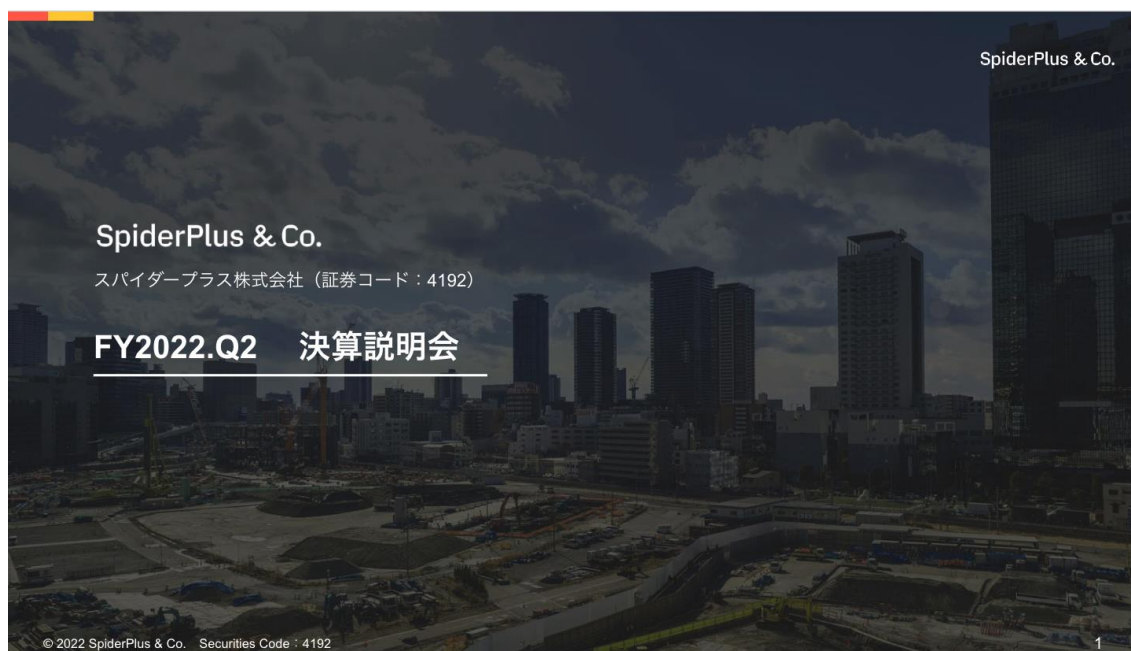 SpiderPlus & Co.
SpiderPlus & Co.
スパイダープラス株式会社（証券コード：4192）
FY2022.Q2 決算説明会
© 2022 SpiderPlus & Co. Securities Code：4192
1